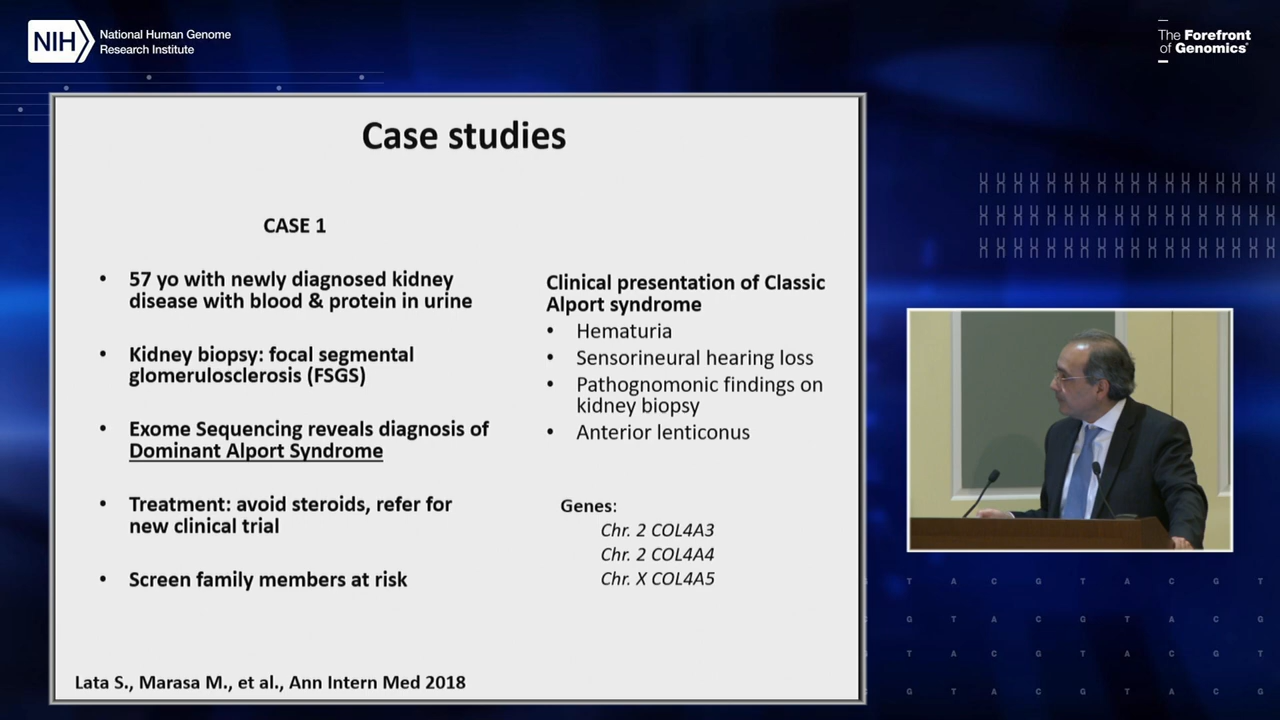 NIH
National Human Genome
Research Institute
The Forefront
of Genomics®
Case studies
CASE 1
• 57 yo with newly diagnosed kidney
disease with blood & protein in urine
• Kidney biopsy: focal segmental
glomerulosclerosis (FSGS)
• Exome Sequencing reveals diagnosis of
Dominant Alport Syndrome
• Treatment: avoid steroids, refer for
new clinical trial
• Screen family members at risk
Clinical presentation of Classic
Alport syndrome
• Hematuria
• Sensorineural hearing loss
• Pathognomonic findings on
kidney biopsy
• Anterior lenticonus
Genes:
Chr. 2 COL4A3
Chr. 2 COL4A4
Chr. X COL4A5
Lata S., Marasa M., et al., Ann Intern Med 2018
T A C G T A C G T
G T A C G T A C G
T A C G T A C G T
G T A C G T A C G